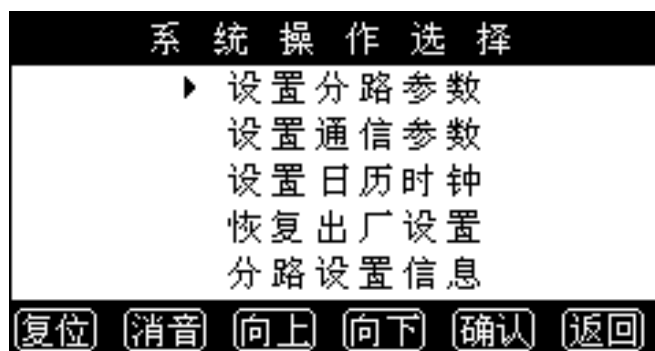 系统操作选择
设置分路参数
设置通信参数
设置日历时钟
恢复出厂设置
分路设置信息
复位 消音 向上 向下 确认 返回